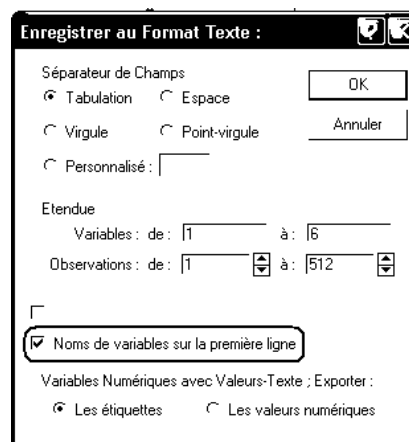 Enregistrer au Format Texte :
Séparateur de Champs
Tabulation Espace OK
Virgule Point-virgule Annuler
Personnalisé :
Etendue
Variables : de : 1 à : 6
Observations : de : 1 à : 512
Noms de variables sur la première ligne
Variables Numériques avec Valeurs-Texte ; Exporter :
Les étiquettes Les valeurs numériques